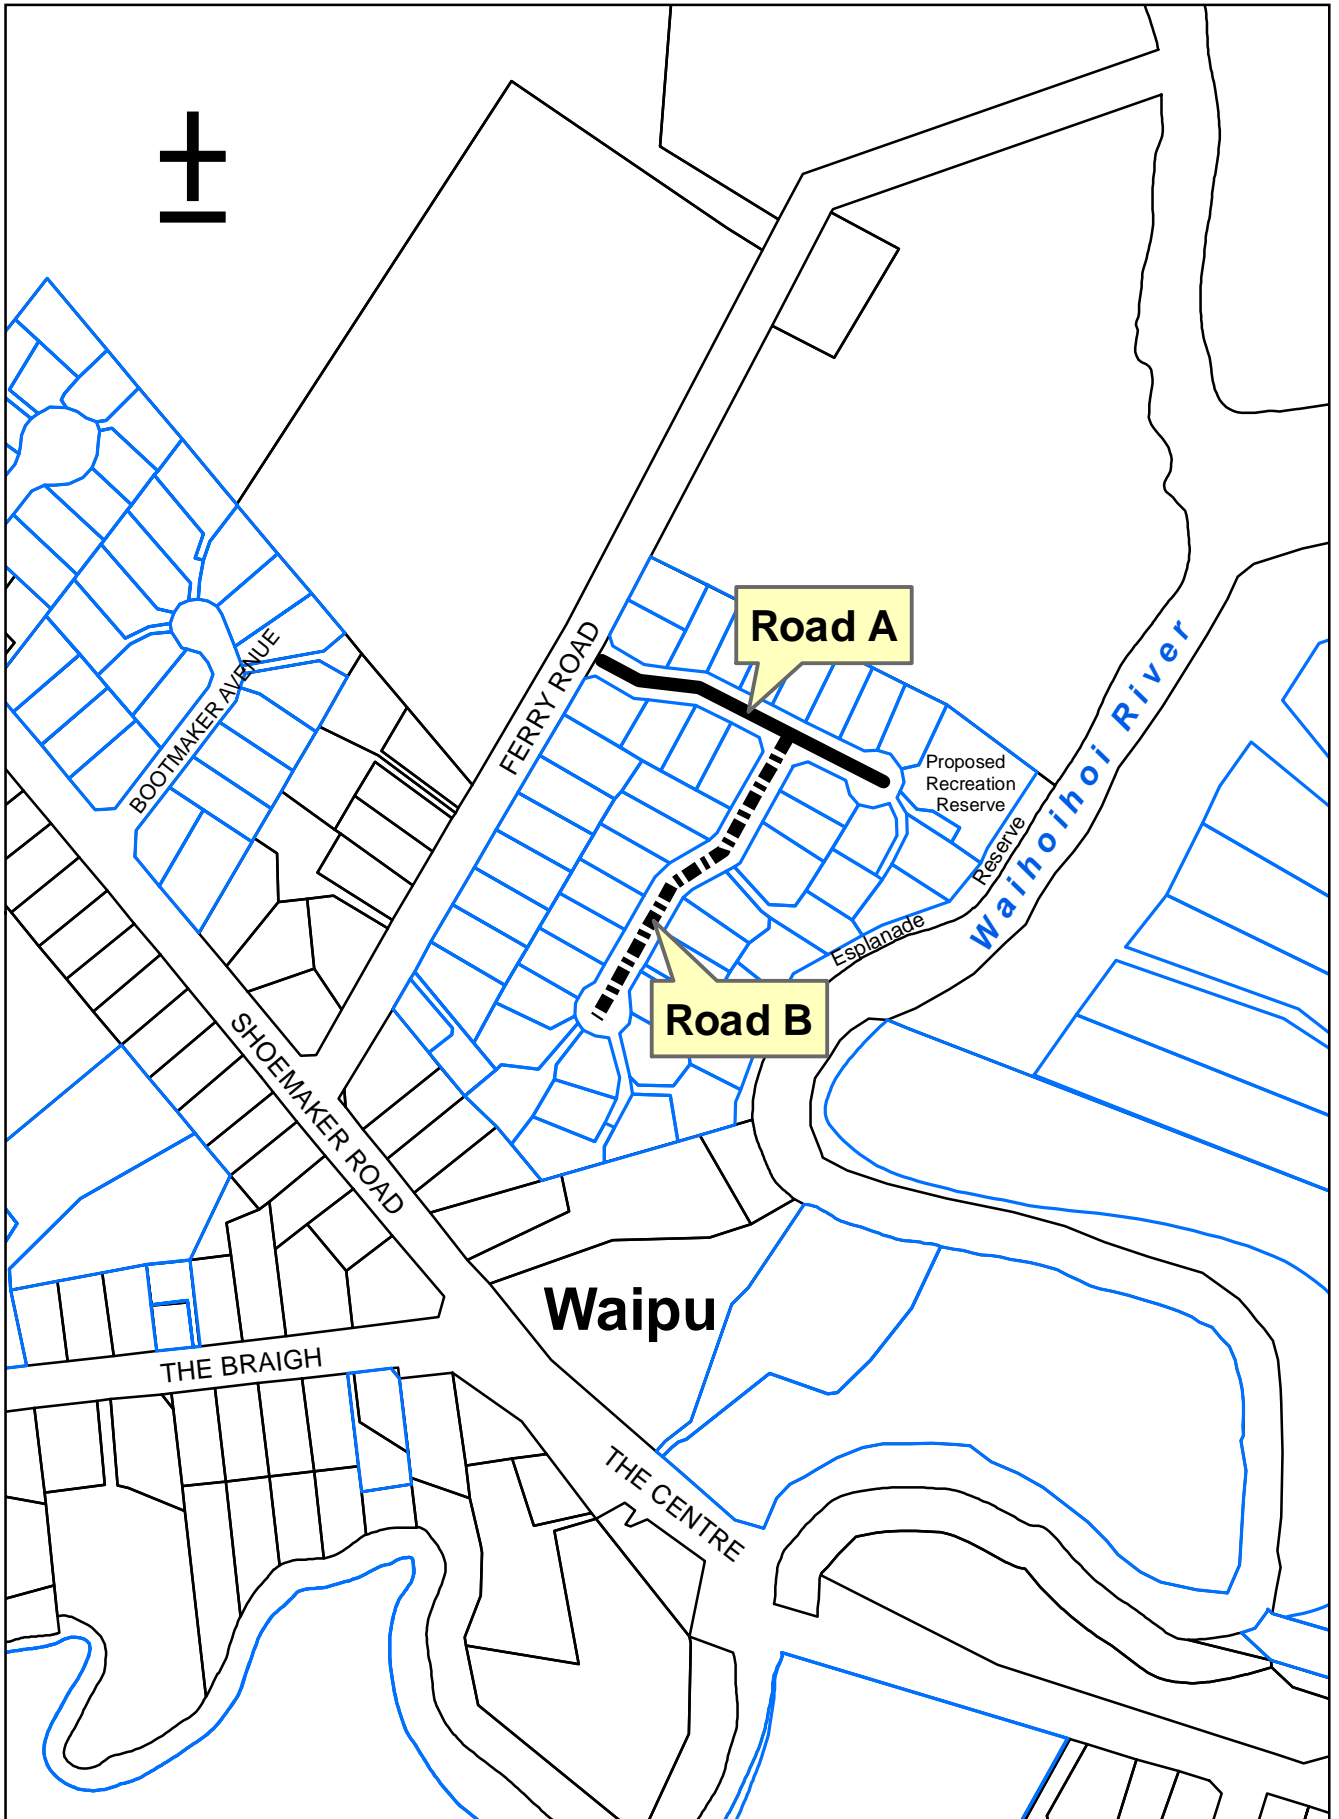 Road A
FERRY ROAD
BOOTMAKER AVENUE
Proposed
Recreation
Reserve
Waihoihoi River
Reserve
Esplanade
Road B
SHOEMAKER ROAD
Waipu
THE BRAIGH
THE CENTRE